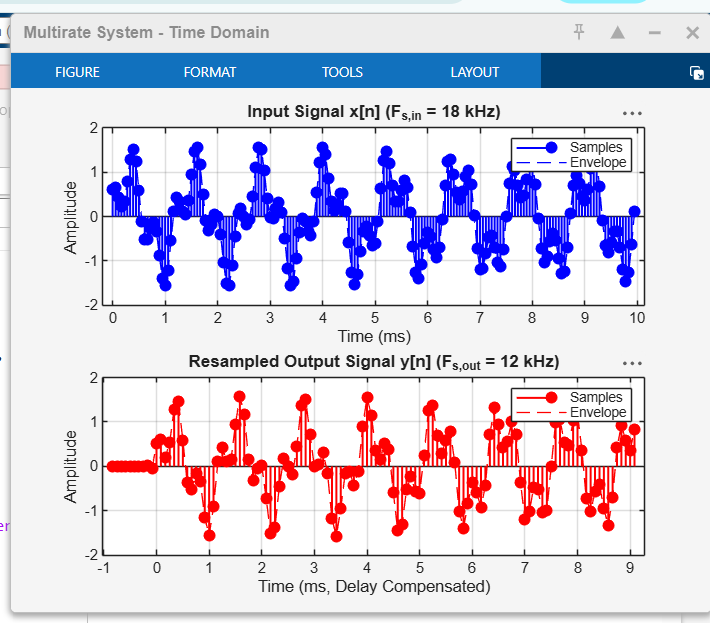 Multirate System - Time Domain
FIGURE FORMAT TOOLS LAYOUT
Input Signal x[n] (Fs,in = 18 kHz)
Samples
Envelope
2
1
0
-1
-2
Amplitude
0 1 2 3 4 5 6 7 8 9 10
Time (ms)
Resampled Output Signal y[n] (Fs,out = 12 kHz)
Samples
Envelope
2
1
0
-1
-2
Amplitude
-1 0 1 2 3 4 5 6 7 8 9
Time (ms, Delay Compensated)
er